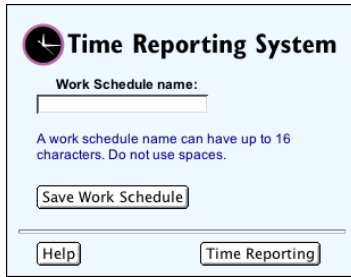 Time Reporting System
Work Schedule name:
A work schedule name can have up to 16
characters. Do not use spaces.
Save Work Schedule
Help
Time Reporting